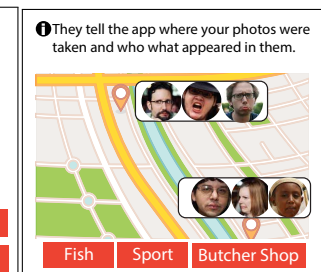 They tell the app where your photos were
taken and who what appeared in them.
Fish Sport Butcher Shop